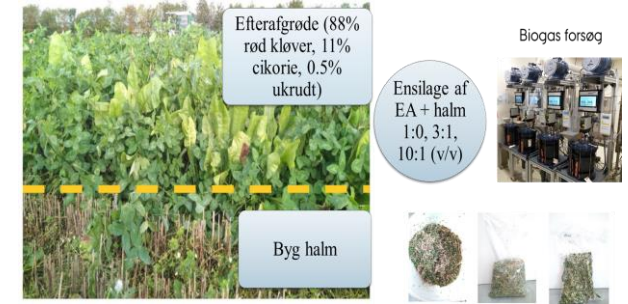 Efterafgrøde (88%
rød kløver, 11%
cikorie, 0.5%
ukrudt)
Ensilage af
EA + halm
1:0, 3:1,
10:1 (v/v)
Biogas forsøg
Byg halm